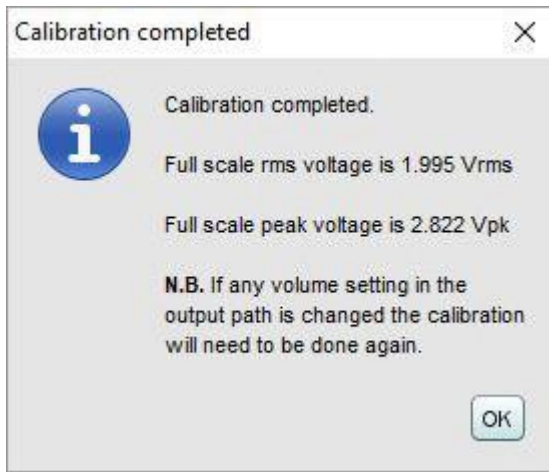 Calibration completed
Calibration completed.
Full scale rms voltage is 1.995 Vrms
Full scale peak voltage is 2.822 Vpk
N.B. If any volume setting in the
output path is changed the calibration
will need to be done again.
OK